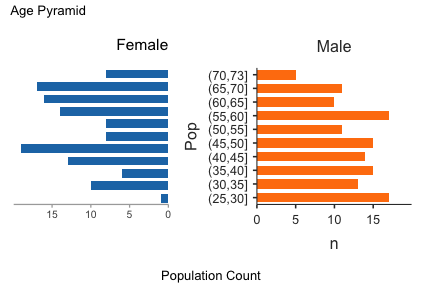 Age Pyramid
Female
Male
(70,73]
(65,70]
(60,65]
(55,60]
(50,55]
(45,50]
(40,45]
(35,40]
(30,35]
(25,30]
Pop
15 10 5 0
0 5 10 15
n
Population Count